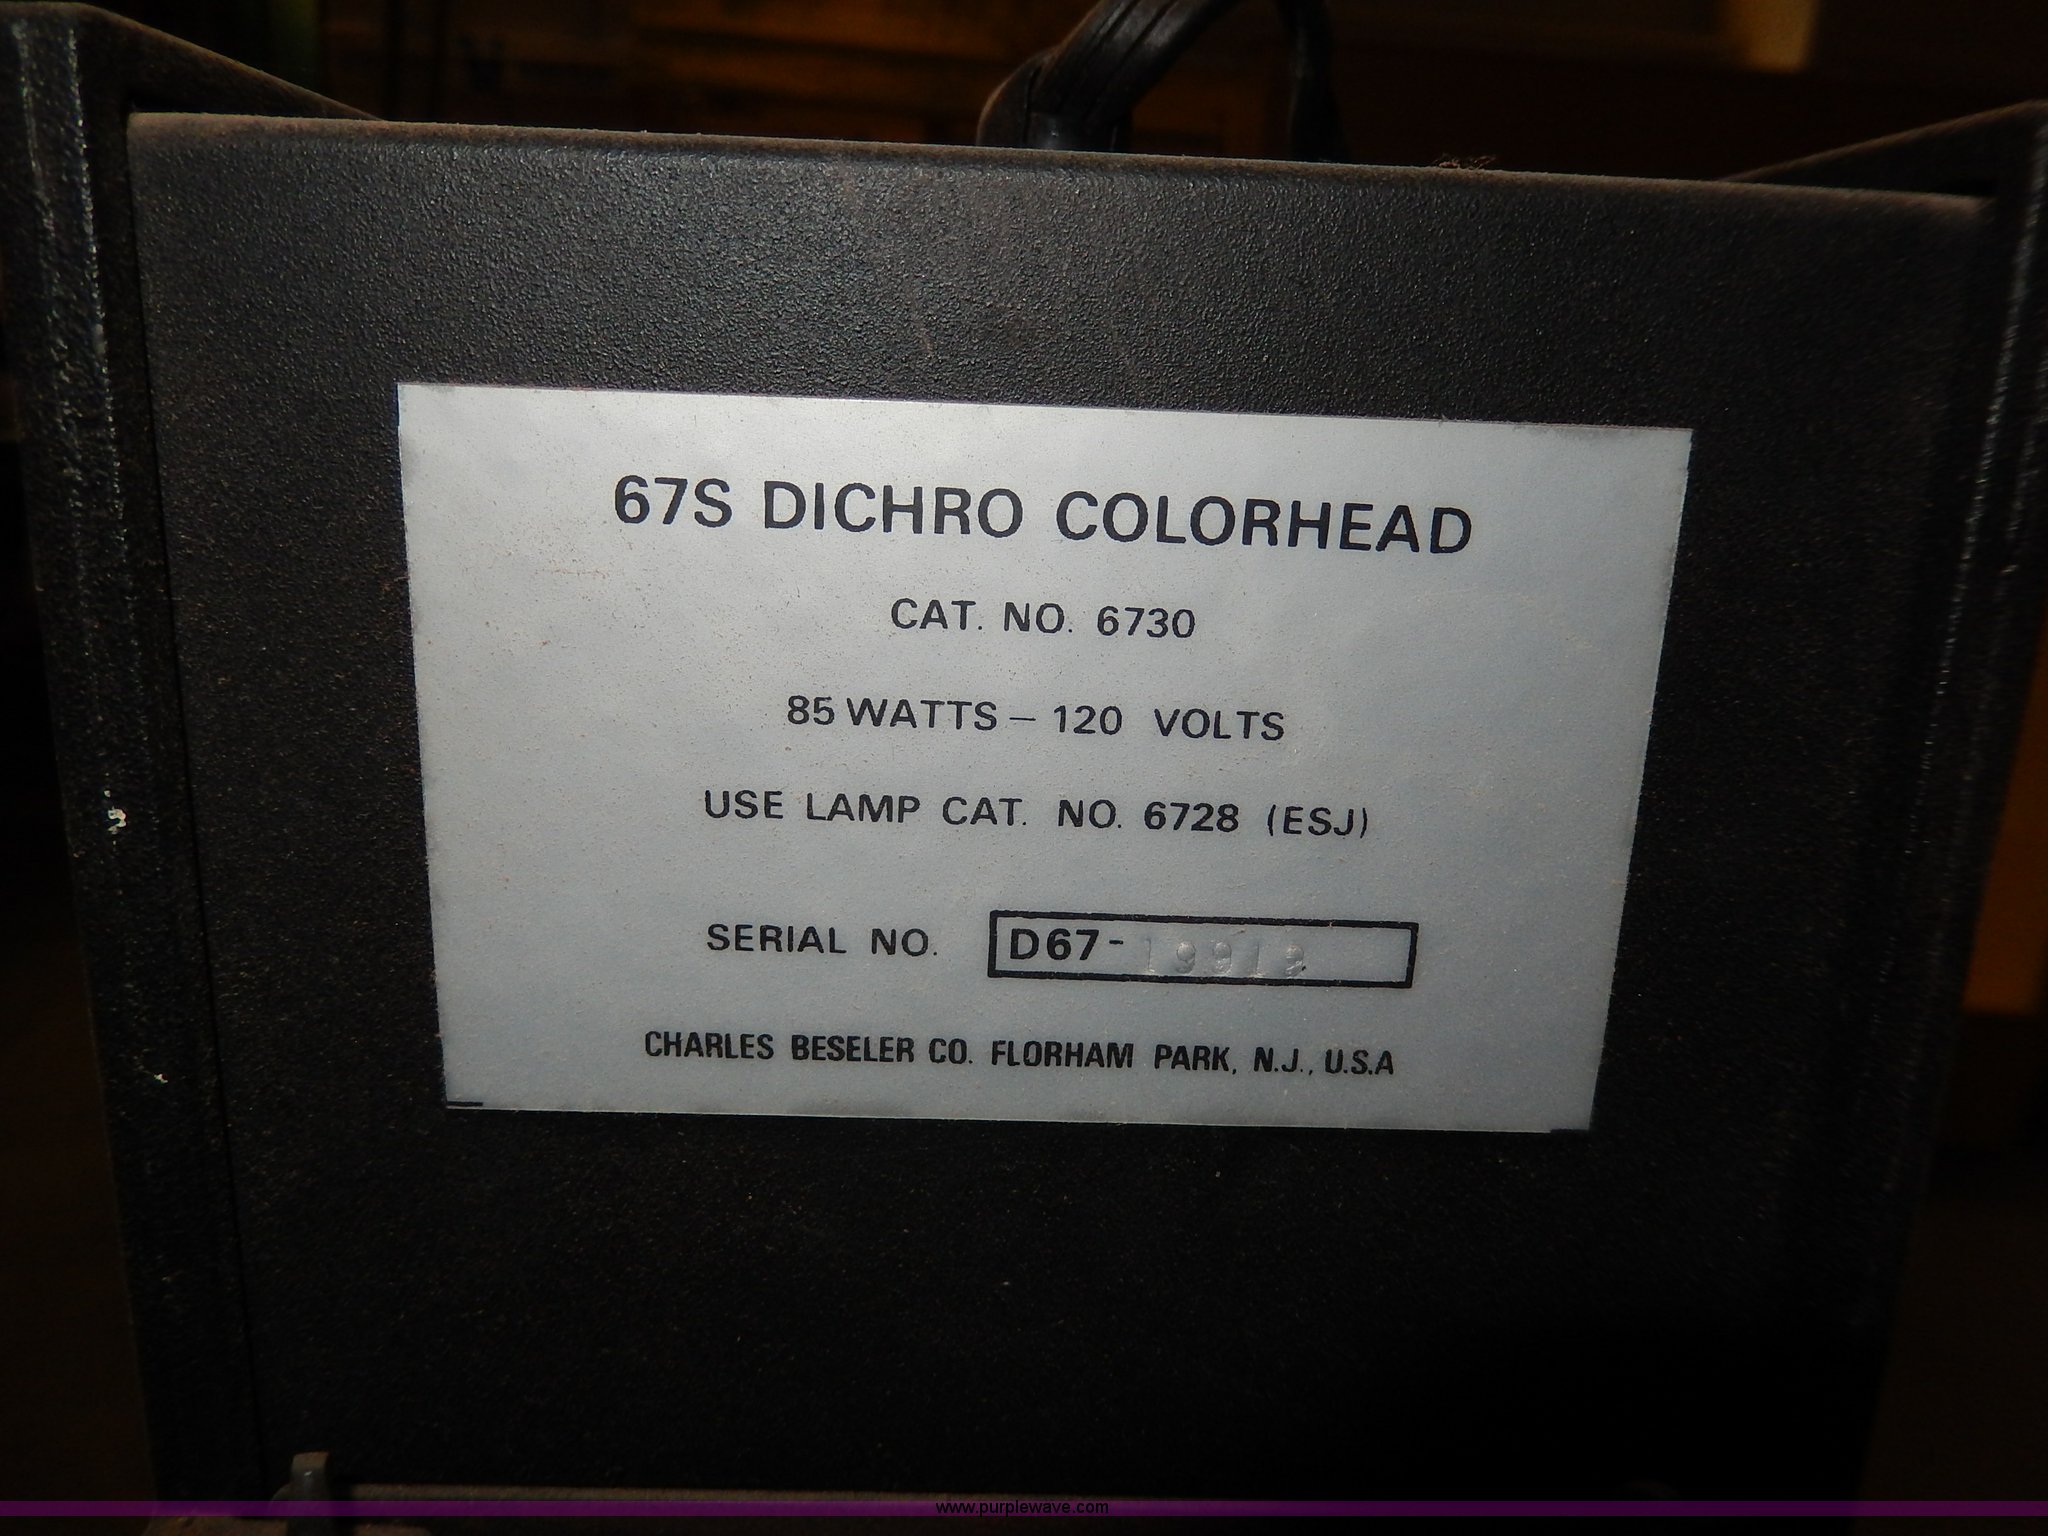 67S DICHRO COLORHEAD
CAT. NO. 6730
85 WATTS – 120 VOLTS
USE LAMP CAT. NO. 6728 (ESJ)
SERIAL NO. D67-
CHARLES BESELER CO. FLORHAM PARK, N.J., U.S.A
www.purplewave.com